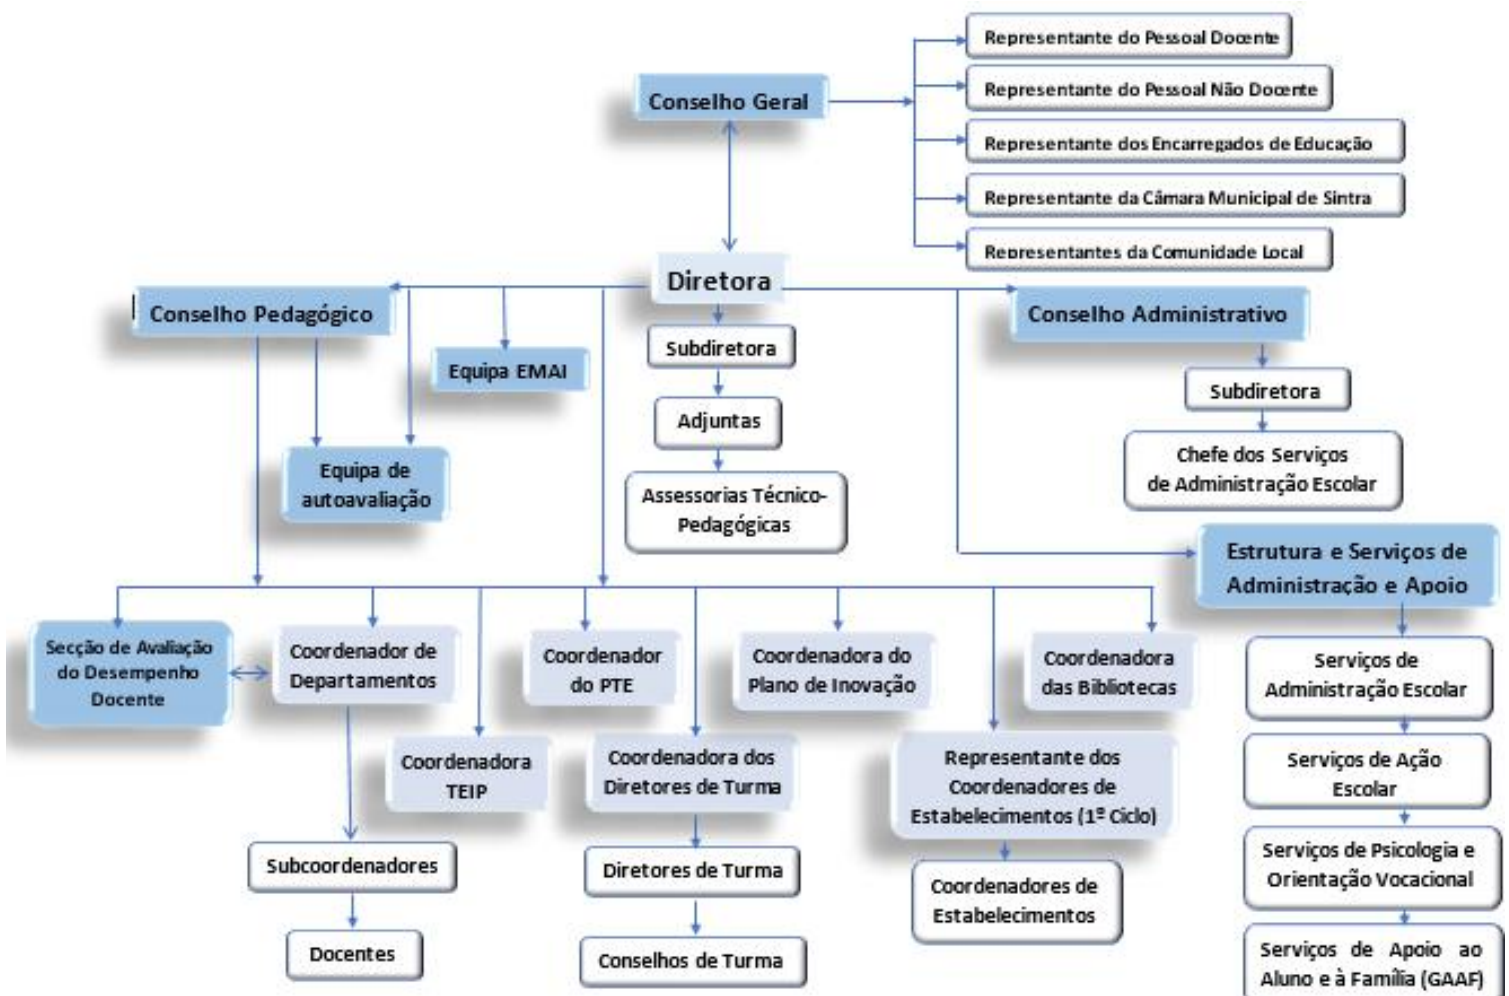 Representante do Pessoal Docente
Conselho Geral
Representante do Pessoal Não Docente
Representante dos Encarregados de Educação
Representante da Câmara Municipal de Sintra
Representantes da Comunidade Local
Diretora
Conselho Pedagógico
Conselho Administrativo
Equipa EMAI
Subdiretora
Adjuntas
Assessorias Técnico-
Pedagógicas
Equipa de
autoavaliação
Subdiretora
Chefe dos Serviços
de Administração Escolar
Estrutura e Serviços de
Administração e Apoio
Secção de Avaliação
do Desempenho
Docente
Coordenador de
Departamentos
Coordenador
do PTE
Coordenadora do
Plano de Inovação
Coordenadora
das Bibliotecas
Coordenadora
TEIP
Coordenadora dos
Diretores de Turma
Representante dos
Coordenadores de
Estabelecimentos (1º Ciclo)
Subcoordenadores
Docentes
Diretores de Turma
Conselhos de Turma
Coordenadores de
Estabelecimentos
Serviços de
Administração Escolar
Serviços de Ação
Escolar
Serviços de Psicologia e
Orientação Vocacional
Serviços de Apoio ao
Aluno e à Família (GAAF)